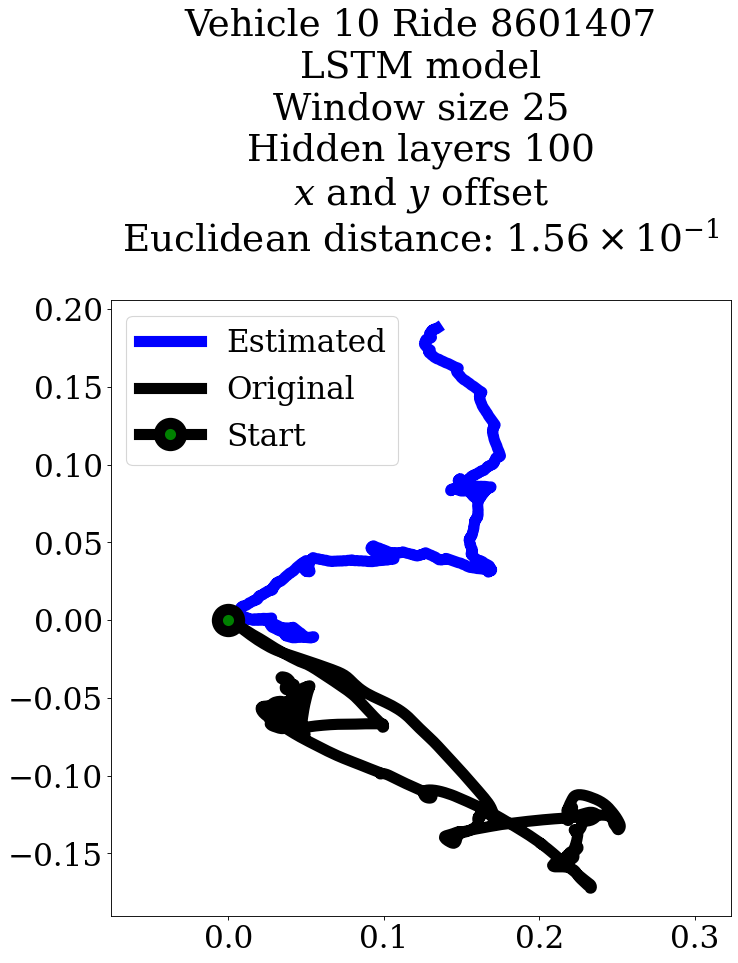 Vehicle 10 Ride 8601407
LSTM model
Window size 25
Hidden layers 100
x and y offset
Euclidean distance: 1.56 × 10⁻¹
Estimated
Original
Start
0.20
0.15
0.10
0.05
0.00
−0.05
−0.10
−0.15
0.0 0.1 0.2 0.3